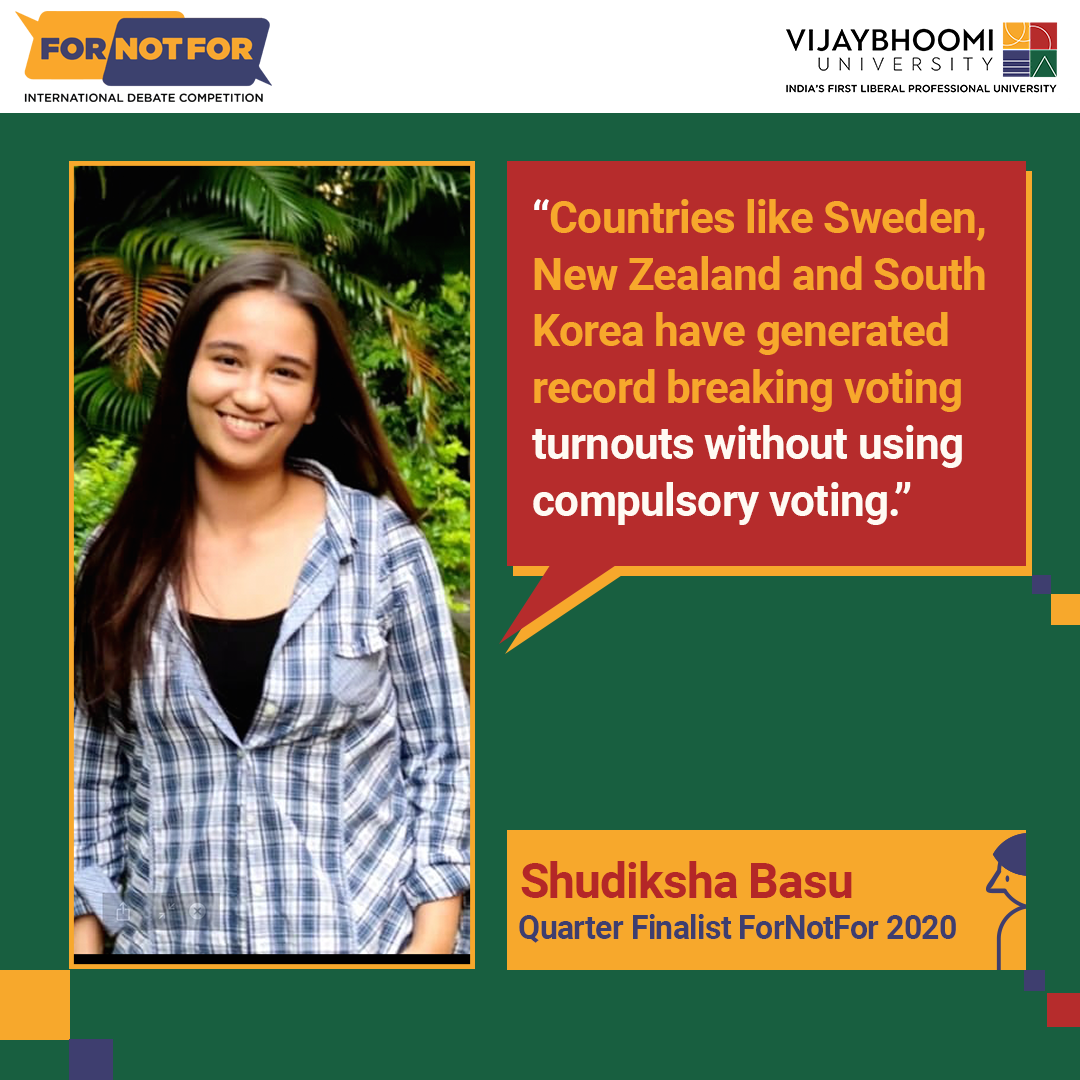 FOR NOT FOR
INTERNATIONAL DEBATE COMPETITION
VIJAYBHOOMI
UNIVERSITY
INDIA'S FIRST LIBERAL PROFESSIONAL UNIVERSITY
“Countries like Sweden,
New Zealand and South
Korea have generated
record breaking voting
turnouts without using
compulsory voting.”
Shudiksha Basu
Quarter Finalist ForNotFor 2020